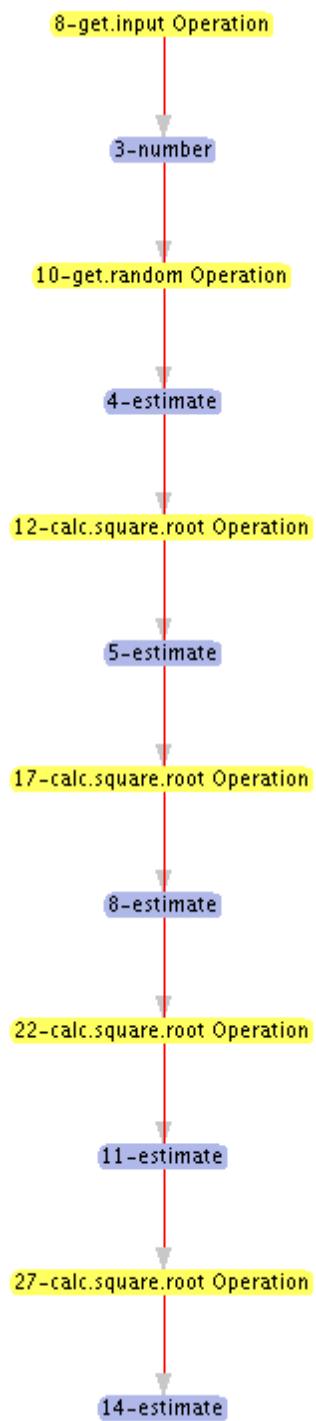 8-get.input Operation
3-number
10-get.random Operation
4-estimate
12-calc.square.root Operation
5-estimate
17-calc.square.root Operation
8-estimate
22-calc.square.root Operation
11-estimate
27-calc.square.root Operation
14-estimate